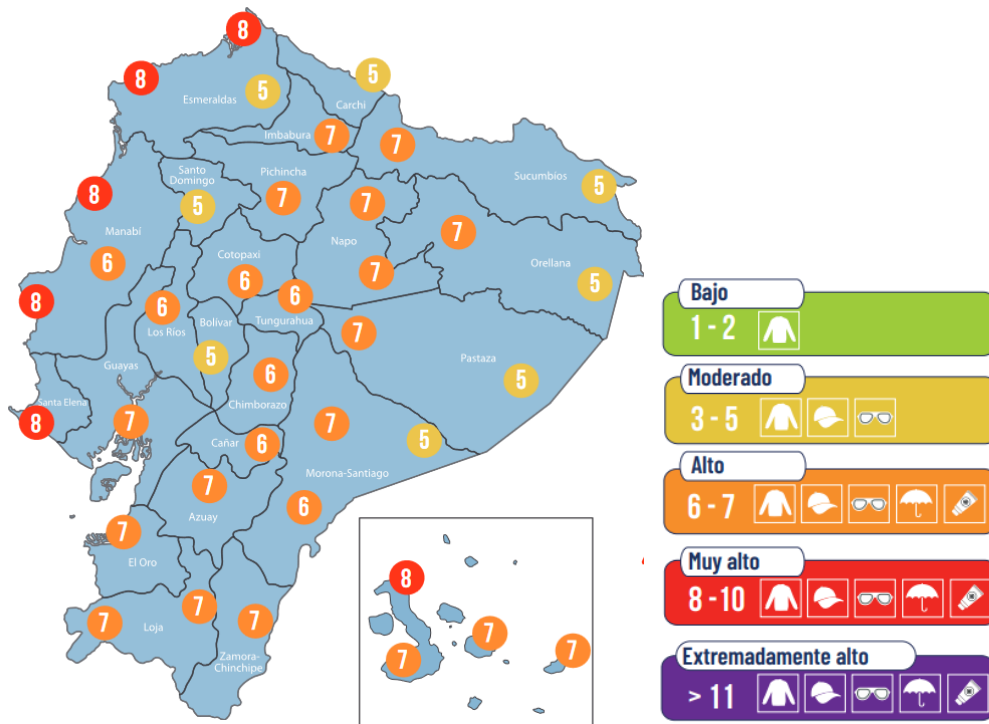 8
8
5
5
Esmeraldas
Carchi
Imbabura
7
7
Santo
Domingo
Pichincha
Sucumbíos
8
5
7
7
5
Manabí
7
Napo
6
Cotopaxi
7
Orellana
6
6
5
8
6
Los Ríos
Bolívar
Tungurahua
7
Pastaza
Guayas
5
6
5
Santa Elena
Chimborazo
8
7
7
5
Cañar
6
Morona-Santiago
7
6
Azuay
7
El Oro
7
7
Loja
7
Zamora-
Chinchipe
8
7
7
7
Bajo
1 - 2
Moderado
3 - 5
Alto
6 - 7
Muy alto
8 - 10
Extremadamente alto
> 11